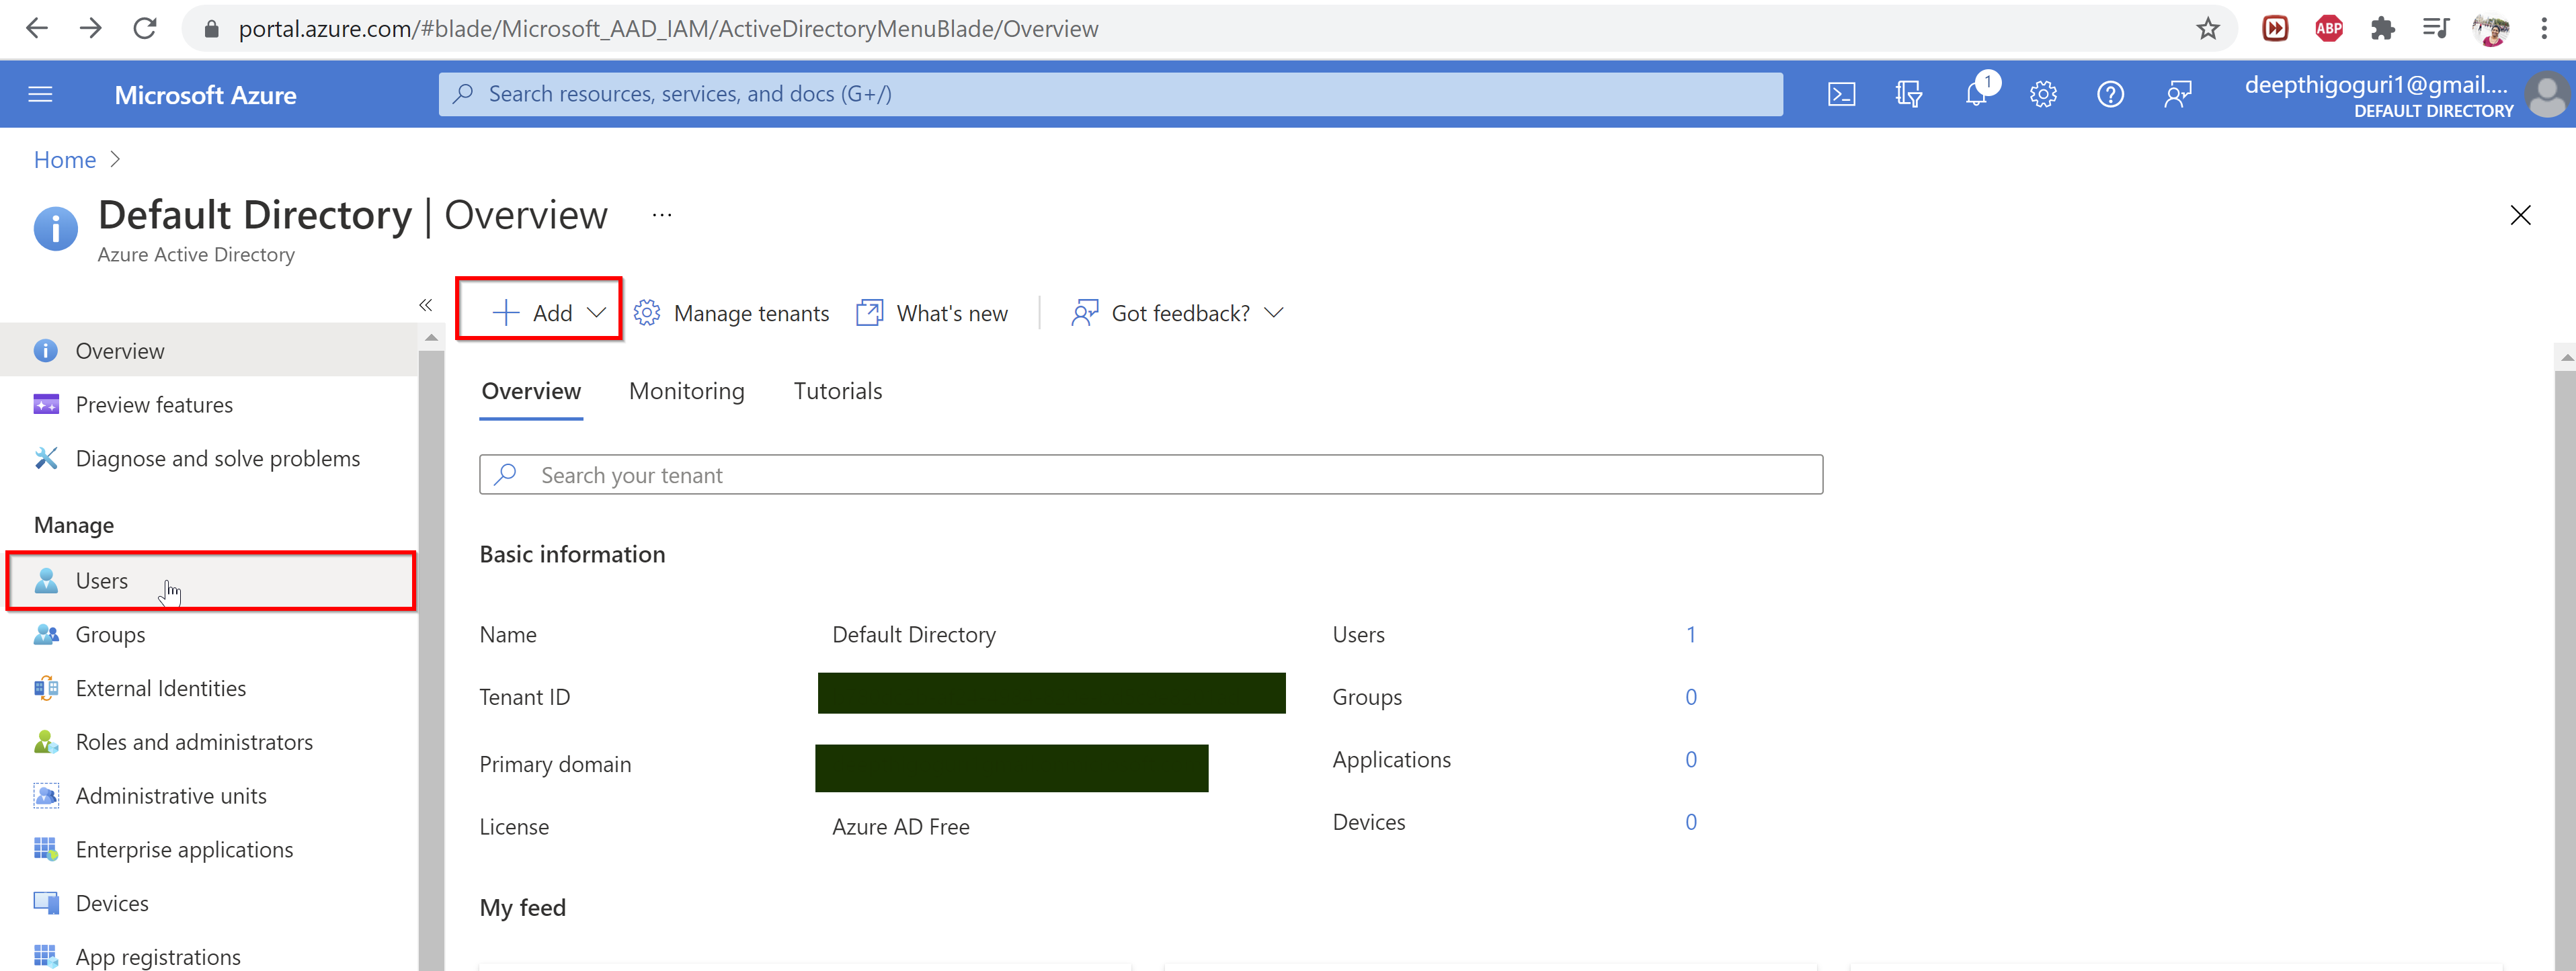 portal.azure.com/#blade/Microsoft_AAD_IAM/ActiveDirectoryMenuBlade/Overview
ABP
Microsoft Azure
Search resources, services, and docs (G+/)
1
deepthigoguri1@gmail....
DEFAULT DIRECTORY
Home
Default Directory | Overview ...
Azure Active Directory
Add
Manage tenants
What's new
Got feedback?
Overview
Preview features
Diagnose and solve problems
Manage
Users
Groups
External Identities
Roles and administrators
Administrative units
Enterprise applications
Devices
App registrations
Overview
Monitoring
Tutorials
Search your tenant
Basic information
Name Default Directory
Tenant ID
Primary domain
License Azure AD Free
Users 1
Groups 0
Applications 0
Devices 0
My feed